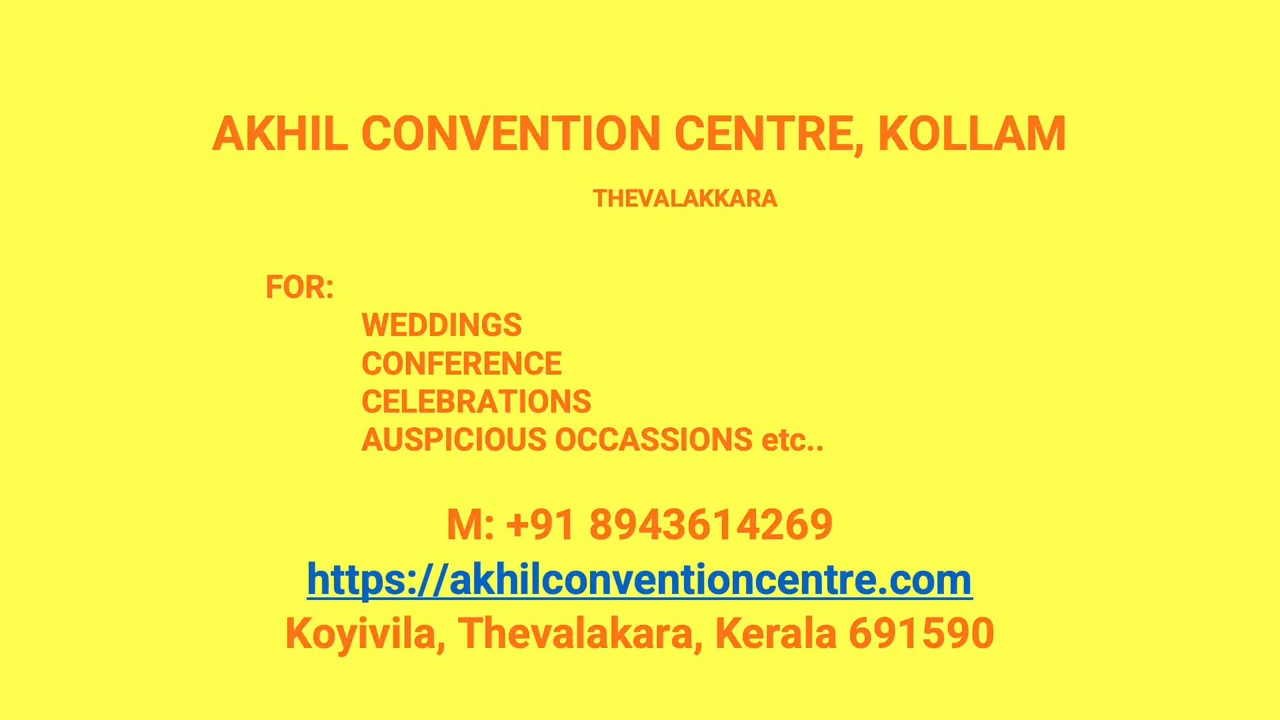 AKHIL CONVENTION CENTRE, KOLLAM
THEVALAKKARA
FOR:
WEDDINGS
CONFERENCE
CELEBRATIONS
AUSPICIOUS OCCASSIONS etc..
M: +91 8943614269
https://akhilconventioncentre.com
Koyivila, Thevalakara, Kerala 691590